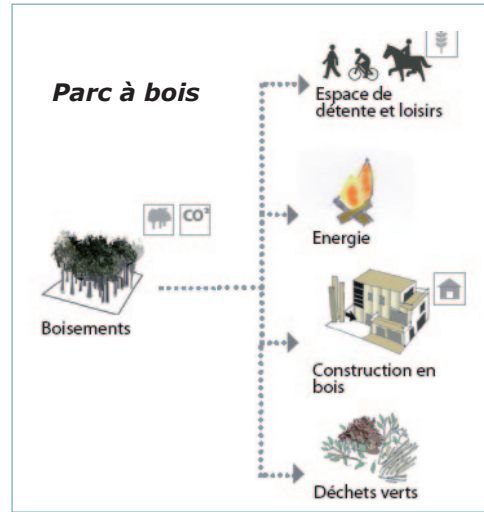 Parc à bois
Espace de
détente et loisirs
CO²
Energie
Boisements
Construction en
bois
Déchets verts